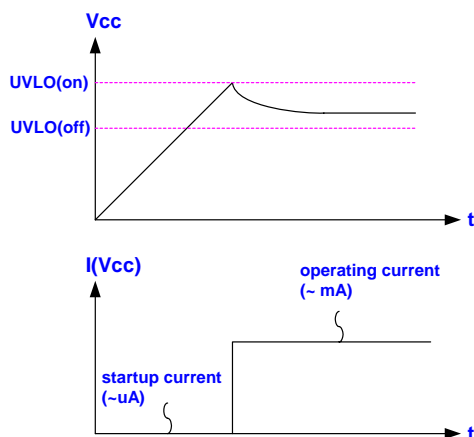 Vcc
UVLO(on)
UVLO(off)
t
I(Vcc)
operating current
(~ mA)
startup current
(~uA)
t